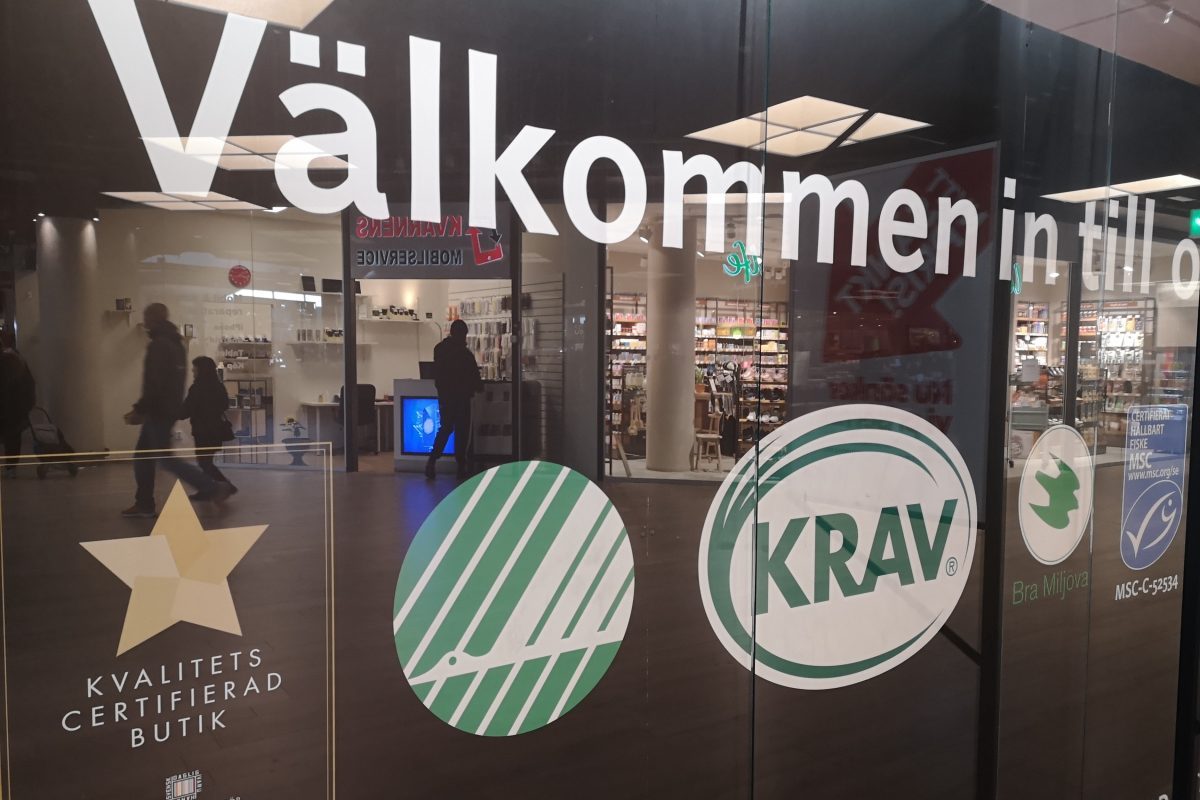 Välkommen in till o
KVARNENS
MOBILSERVICE
KVALITETS
CERTIFIERAD
BUTIK
KRAV®
Bra Miljöva
CERTIFIERAT
HÅLLBART
FISKE
MSC
www.msc.org/se
MSC-C-52534